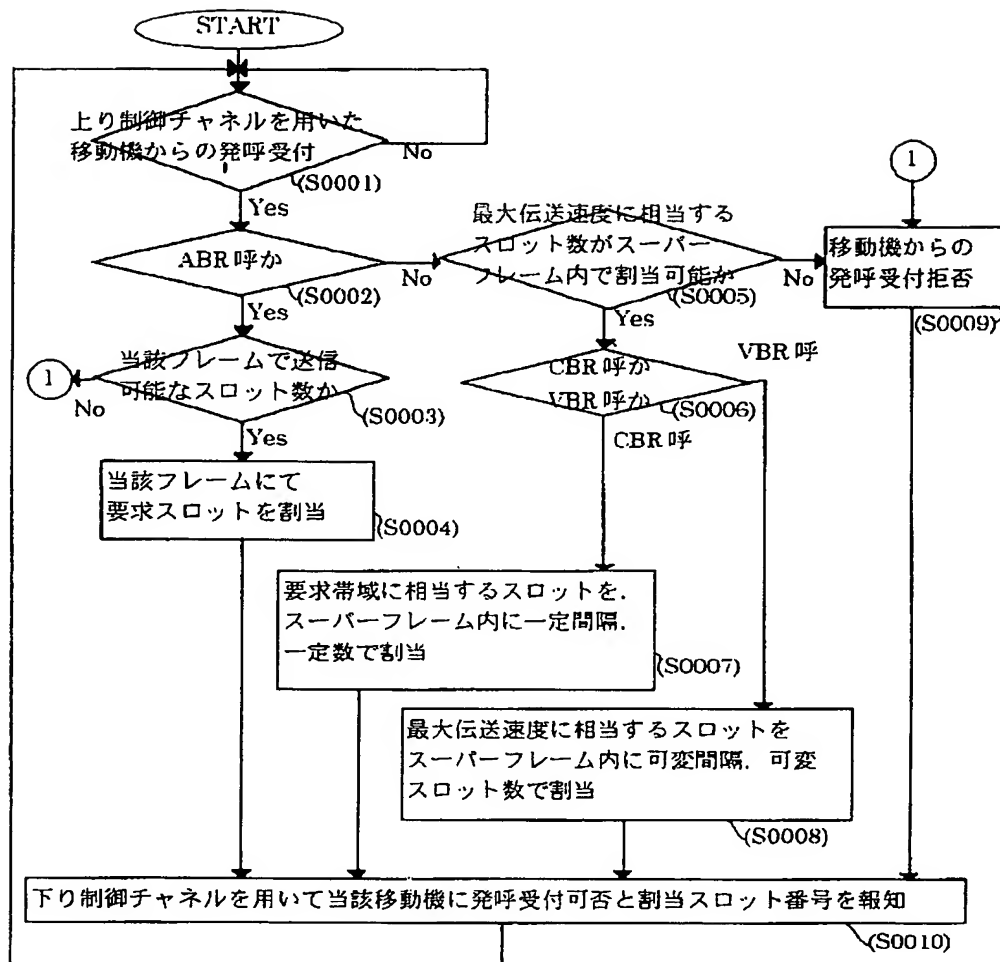 START
上り制御チャネルを用いた
移動機からの発呼受付
No
(S0001)
Yes
ABR呼か
No
(S0002)
Yes
最大伝送速度に相当する
スロット数がスーパー
フレーム内で割当可能か
No
(S0005)
Yes
1
移動機からの
発呼受付拒否
(S0009)
当該フレームで送信
可能なスロット数か
1
No
(S0003)
Yes
CBR呼か
VBR呼か
VBR呼
(S0006)
CBR呼
当該フレームにて
要求スロットを割当
(S0004)
要求帯域に相当するスロットを,
スーパーフレーム内に一定間隔,
一定数で割当
(S0007)
最大伝送速度に相当するスロットを
スーパーフレーム内に可変間隔, 可変
スロット数で割当
(S0008)
下り制御チャネルを用いて当該移動機に発呼受付可否と割当スロット番号を報知
(S0010)